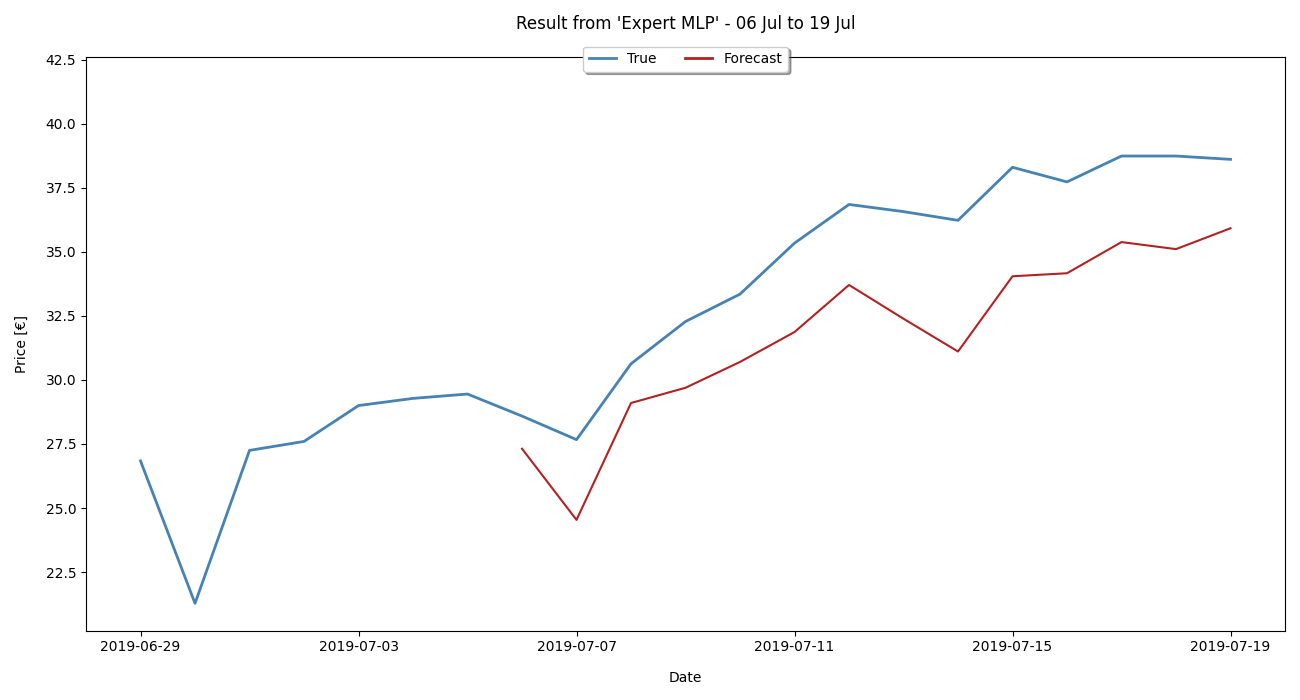 Result from 'Expert MLP' - 06 Jul to 19 Jul
True Forecast
42.5
40.0
37.5
35.0
32.5
30.0
27.5
25.0
22.5
Price [€]
2019-06-29 2019-07-03 2019-07-07 2019-07-11 2019-07-15 2019-07-19
Date